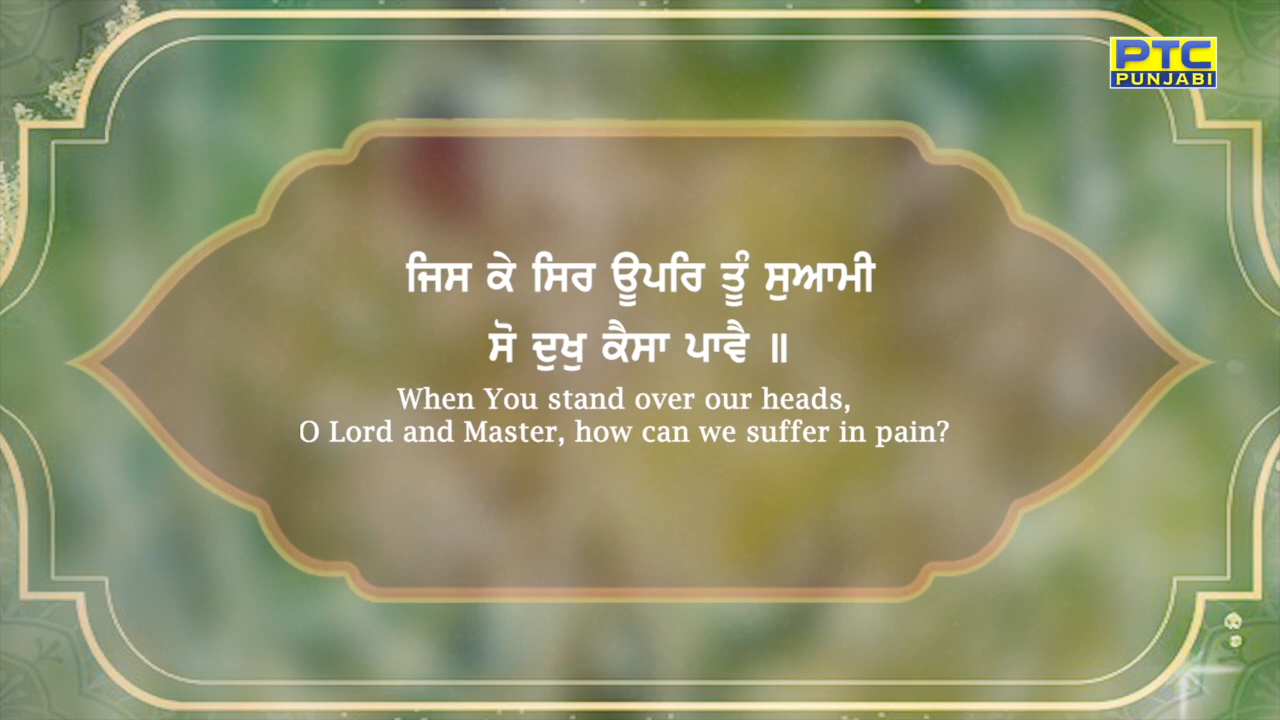 PTC
PUNJABI
ਜਿਸ ਕੇ ਸਿਰ ਊਪਰਿ ਤੂੰ ਸੁਆਮੀ
ਸੋ ਦੁਖੁ ਕੈਸਾ ਪਾਵੈ ॥
When You stand over our heads,
O Lord and Master, how can we suffer in pain?